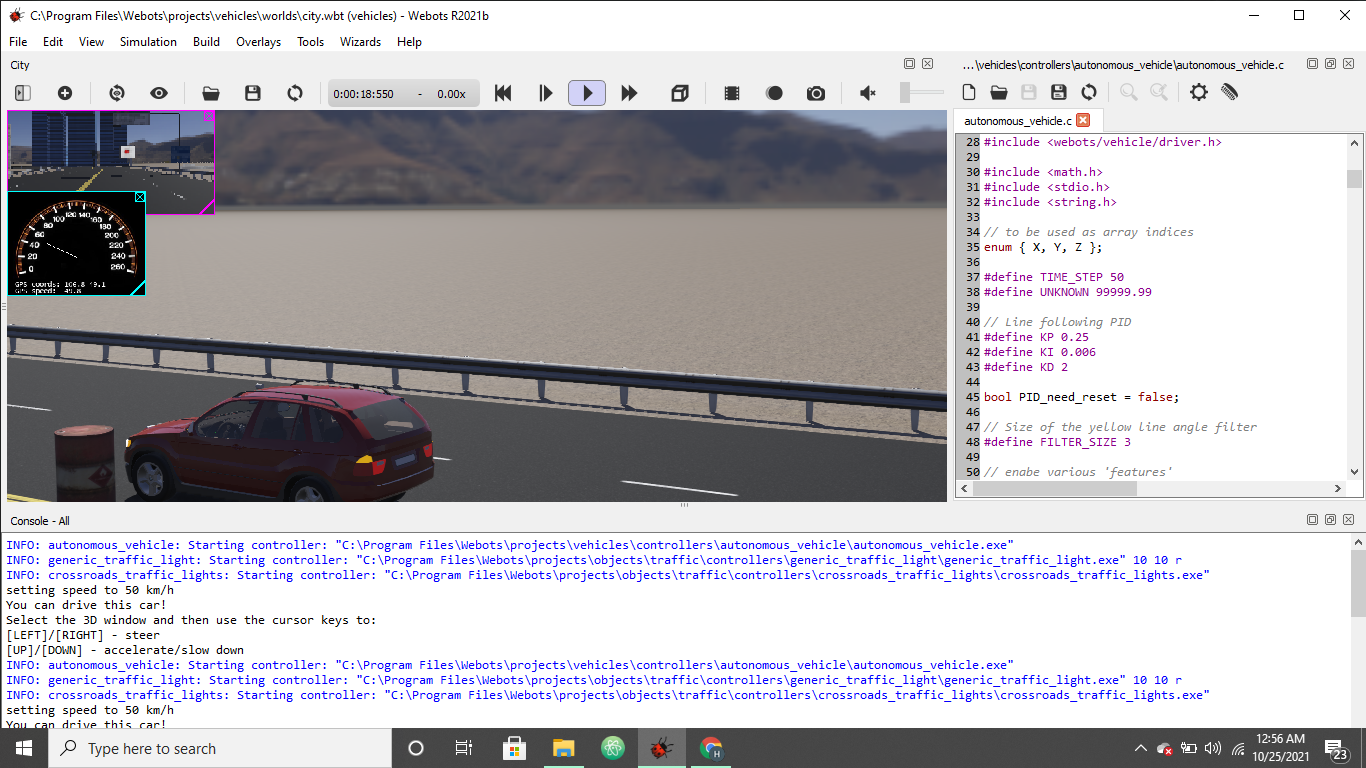 C:\Program Files\Webots\projects\vehicles\worlds\city.wbt (vehicles) - Webots R2021b
File Edit View Simulation Build Overlays Tools Wizards Help
City
0:00:18:550 - 0.00x
0 20 40 60 80 100 120 140 160 180 200 220 240 260
GPS coords: 106.8 49.1
GPS speed: 49.8
...\vehicles\controllers\autonomous_vehicle\autonomous_vehicle.c
autonomous_vehicle.c
28 #include <webots/vehicle/driver.h>
29
30 #include <math.h>
31 #include <stdio.h>
32 #include <string.h>
33
34 // to be used as array indices
35 enum { X, Y, Z };
36
37 #define TIME_STEP 50
38 #define UNKNOWN 99999.99
39
40 // Line following PID
41 #define KP 0.25
42 #define KI 0.006
43 #define KD 2
44
45 bool PID_need_reset = false;
46
47 // Size of the yellow line angle filter
48 #define FILTER_SIZE 3
49
50 // enabe various 'features'
Console - All
INFO: autonomous_vehicle: Starting controller: "C:\Program Files\Webots\projects\vehicles\controllers\autonomous_vehicle\autonomous_vehicle.exe"
INFO: generic_traffic_light: Starting controller: "C:\Program Files\Webots\projects\objects\traffic\controllers\generic_traffic_light\generic_traffic_light.exe" 10 10 r
INFO: crossroads_traffic_lights: Starting controller: "C:\Program Files\Webots\projects\objects\traffic\controllers\crossroads_traffic_lights\crossroads_traffic_lights.exe"
setting speed to 50 km/h
You can drive this car!
Select the 3D window and then use the cursor keys to:
[LEFT]/[RIGHT] - steer
[UP]/[DOWN] - accelerate/slow down
INFO: autonomous_vehicle: Starting controller: "C:\Program Files\Webots\projects\vehicles\controllers\autonomous_vehicle\autonomous_vehicle.exe"
INFO: generic_traffic_light: Starting controller: "C:\Program Files\Webots\projects\objects\traffic\controllers\generic_traffic_light\generic_traffic_light.exe" 10 10 r
INFO: crossroads_traffic_lights: Starting controller: "C:\Program Files\Webots\projects\objects\traffic\controllers\crossroads_traffic_lights\crossroads_traffic_lights.exe"
setting speed to 50 km/h
You can drive this car!
Type here to search
H
12:56 AM
10/25/2021
23